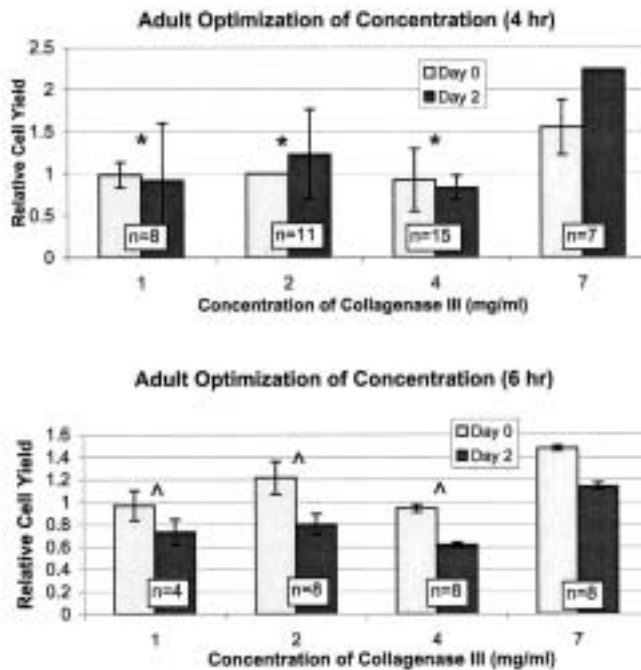 Adult Optimization of Concentration (4 hr)
Relative Cell Yield
2.5
2
1.5
1
0.5
0
Day 0
Day 2
*
*
*
n=8
n=11
n=15
n=7
1
2
4
7
Concentration of Collagenase III (mg/ml)
Adult Optimization of Concentration (6 hr)
Relative Cell Yield
1.6
1.4
1.2
1
0.8
0.6
0.4
0.2
0
Day 0
Day 2
^
^
^
n=4
n=8
n=8
n=8
1
2
4
7
Concentration of Collagenase III (mg/ml)